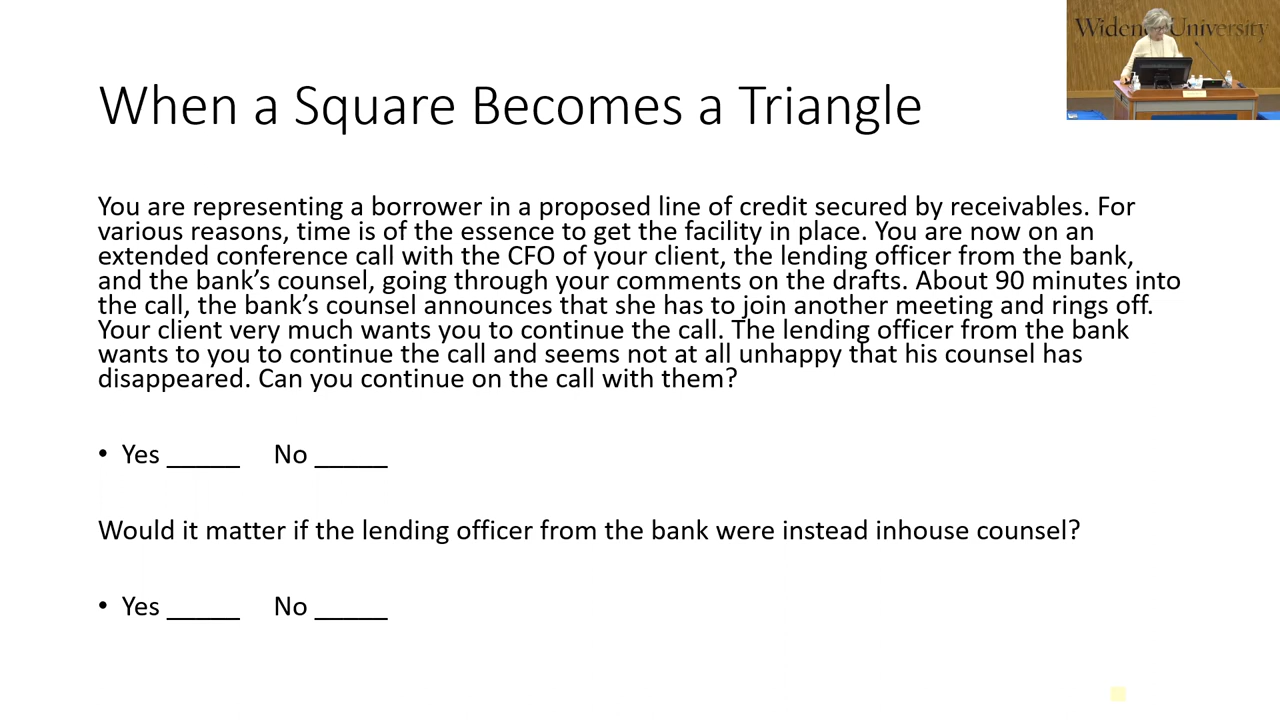 Widener University
When a Square Becomes a Triangle
You are representing a borrower in a proposed line of credit secured by receivables. For
various reasons, time is of the essence to get the facility in place. You are now on an
extended conference call with the CFO of your client, the lending officer from the bank,
and the bank’s counsel, going through your comments on the drafts. About 90 minutes into
the call, the bank’s counsel announces that she has to join another meeting and rings off.
Your client very much wants you to continue the call. The lending officer from the bank
wants to you to continue the call and seems not at all unhappy that his counsel has
disappeared. Can you continue on the call with them?
• Yes _____ No _____
Would it matter if the lending officer from the bank were instead inhouse counsel?
• Yes _____ No _____